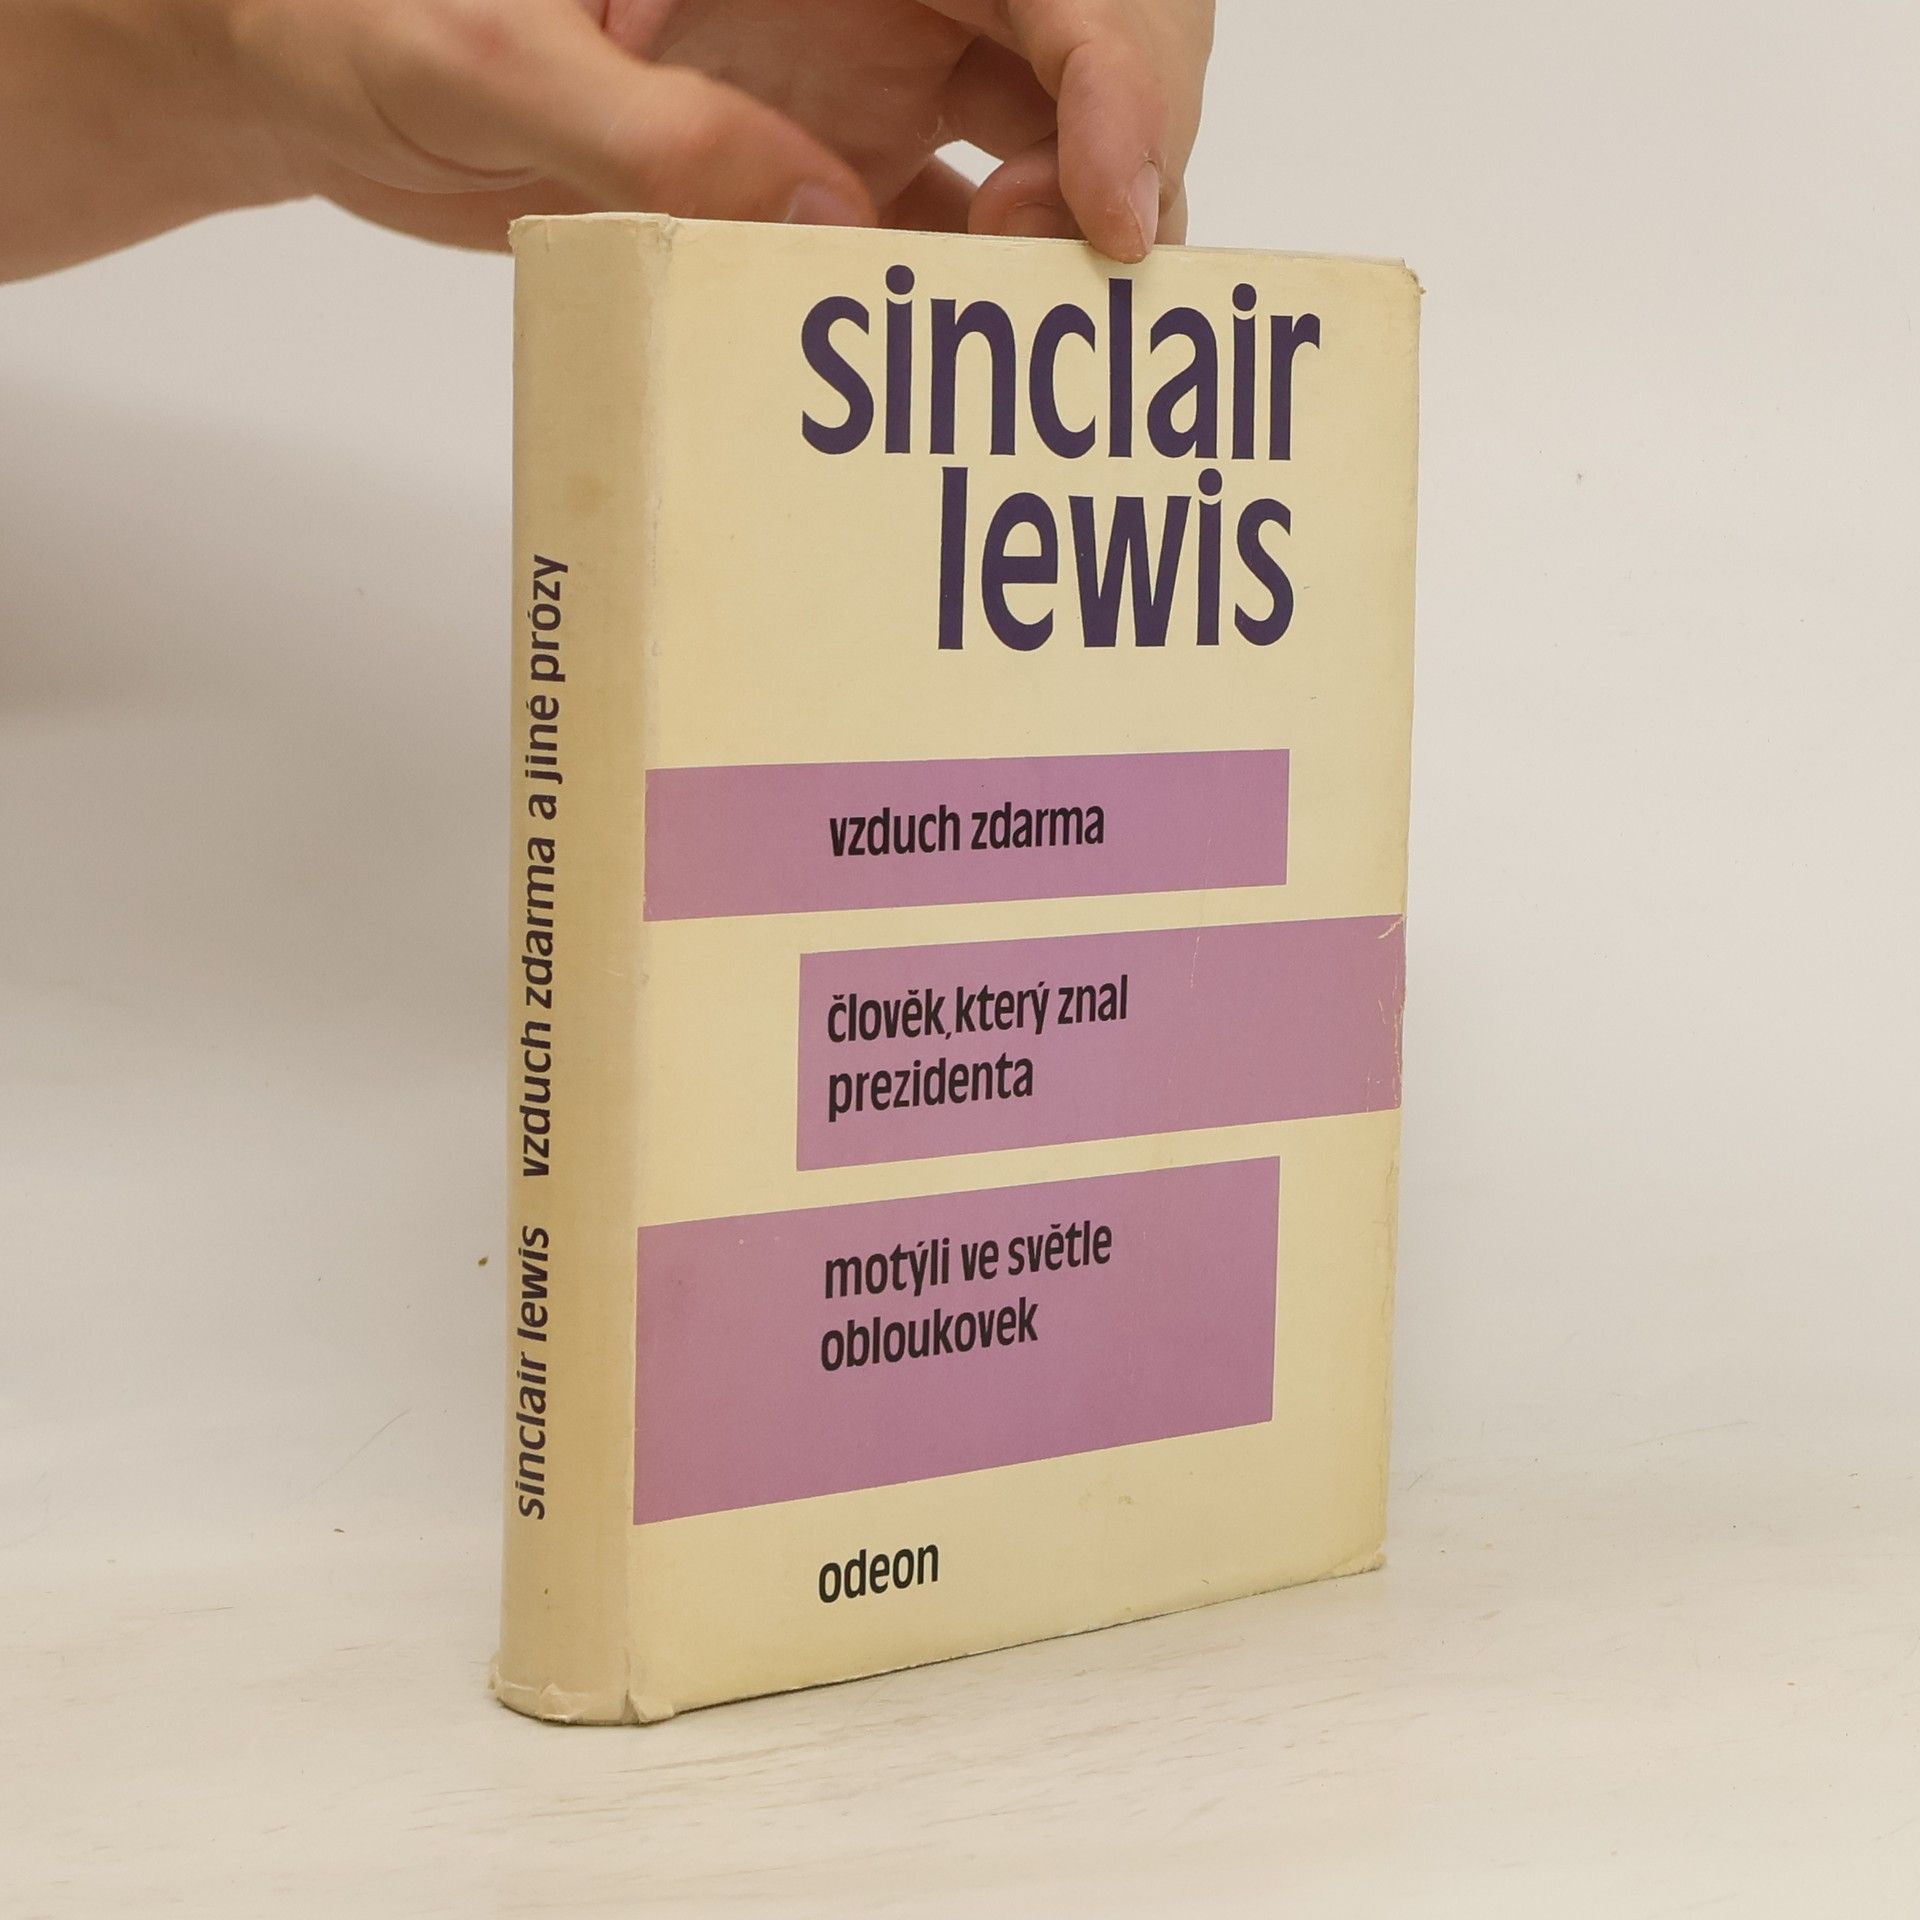 sinclair
lewis
vzduch zdarma
člověk, který znal
prezidenta
motýli ve světle
obloukovek
odeon
sinclair lewis vzduch zdarma a jiné prózy